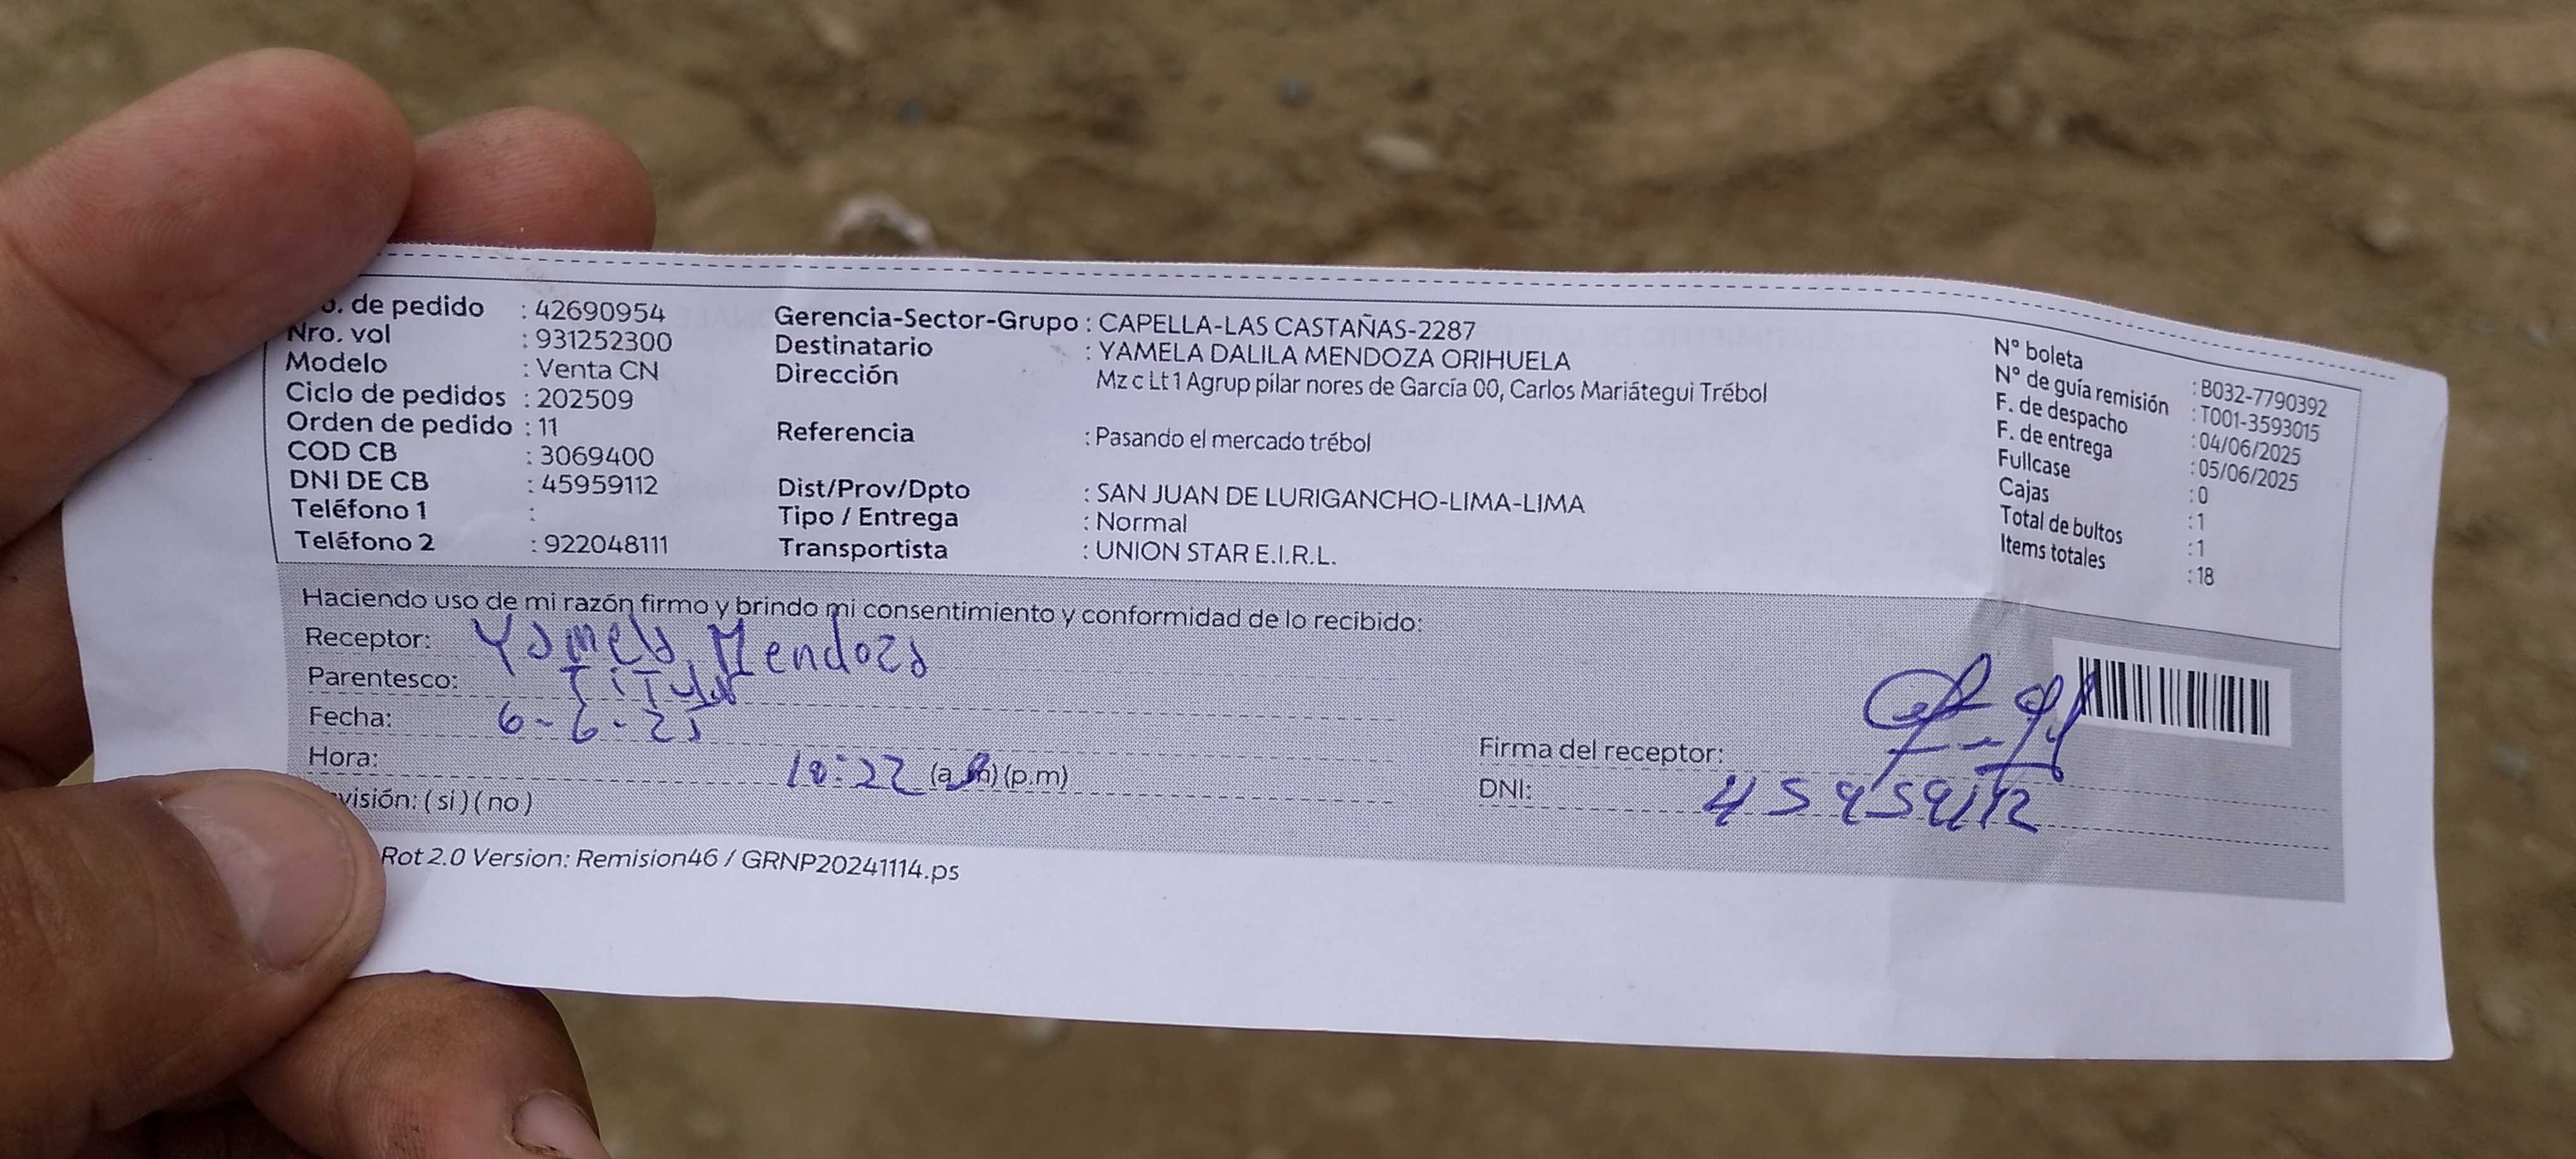 o. de pedido : 42690954
Nro. vol : 931252300
Modelo : Venta CN
Ciclo de pedidos : 202509
Orden de pedido : 11
COD CB : 3069400
DNI DE CB : 45959112
Teléfono 1 :
Teléfono 2 : 922048111
Gerencia-Sector-Grupo : CAPELLA-LAS CASTAÑAS-2287
Destinatario : YAMELA DALILA MENDOZA ORIHUELA
Dirección Mz c Lt 1 Agrup pilar nores de García 00, Carlos Mariátegui Trébol
Referencia : Pasando el mercado trébol
Dist/Prov/Dpto : SAN JUAN DE LURIGANCHO-LIMA-LIMA
Tipo / Entrega : Normal
Transportista : UNION STAR E.I.R.L.
N° boleta : B032-7790392
N° de guía remisión : T001-3593015
F. de despacho : 04/06/2025
F. de entrega : 05/06/2025
Fullcase : 0
Cajas : 1
Total de bultos : 1
Items totales : 18
Haciendo uso de mi razón firmo y brindo mi consentimiento y conformidad de lo recibido:
Receptor: Yamela Mendoza
Parentesco: TiTular
Fecha: 6-6-25
Hora: 10:22 (a.m) (p.m)
visión: ( si ) ( no )
Firma del receptor:
DNI: 45959112
Rot 2.0 Version: Remision46 / GRNP20241114.ps